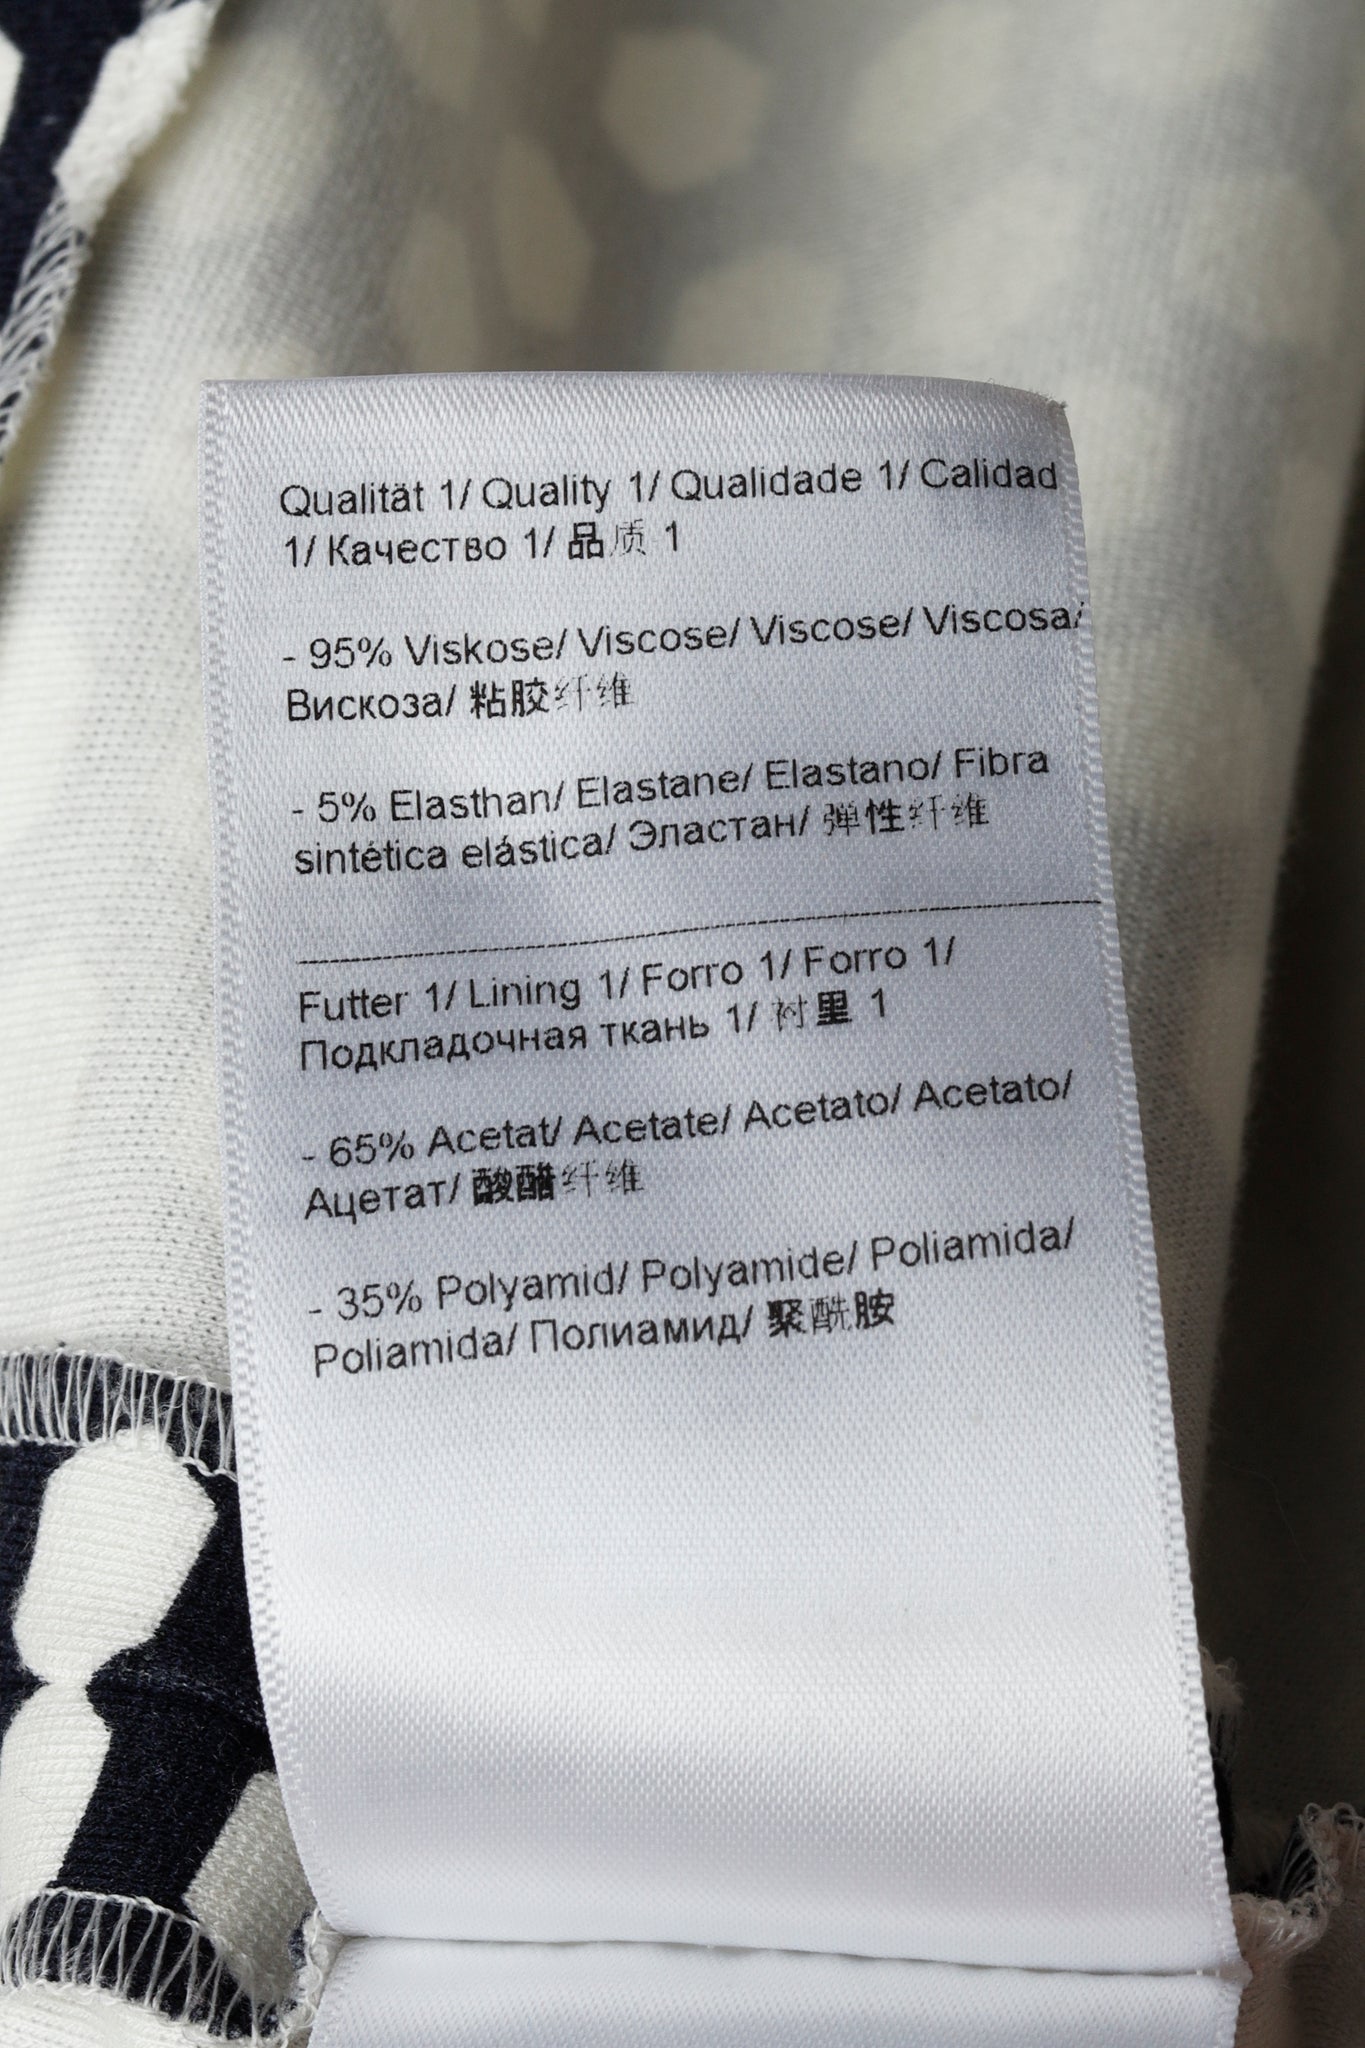 Qualität 1/ Quality 1/ Qualidade 1/ Calidad
1/ Качество 1/ 品质 1
- 95% Viskose/ Viscose/ Viscose/ Viscosa/
Вискоза/ 粘胶纤维
- 5% Elasthan/ Elastane/ Elastano/ Fibra
sintética elástica/ Эластан/ 弹性纤维
Futter 1/ Lining 1/ Forro 1/ Forro 1/
Подкладочная ткань 1/ 衬里 1
- 65% Acetat/ Acetate/ Acetato/ Acetato/
Ацетат/ 酸酯纤维
- 35% Polyamid/ Polyamide/ Poliamida/
Poliamida/ Полиамид/ 聚酰胺